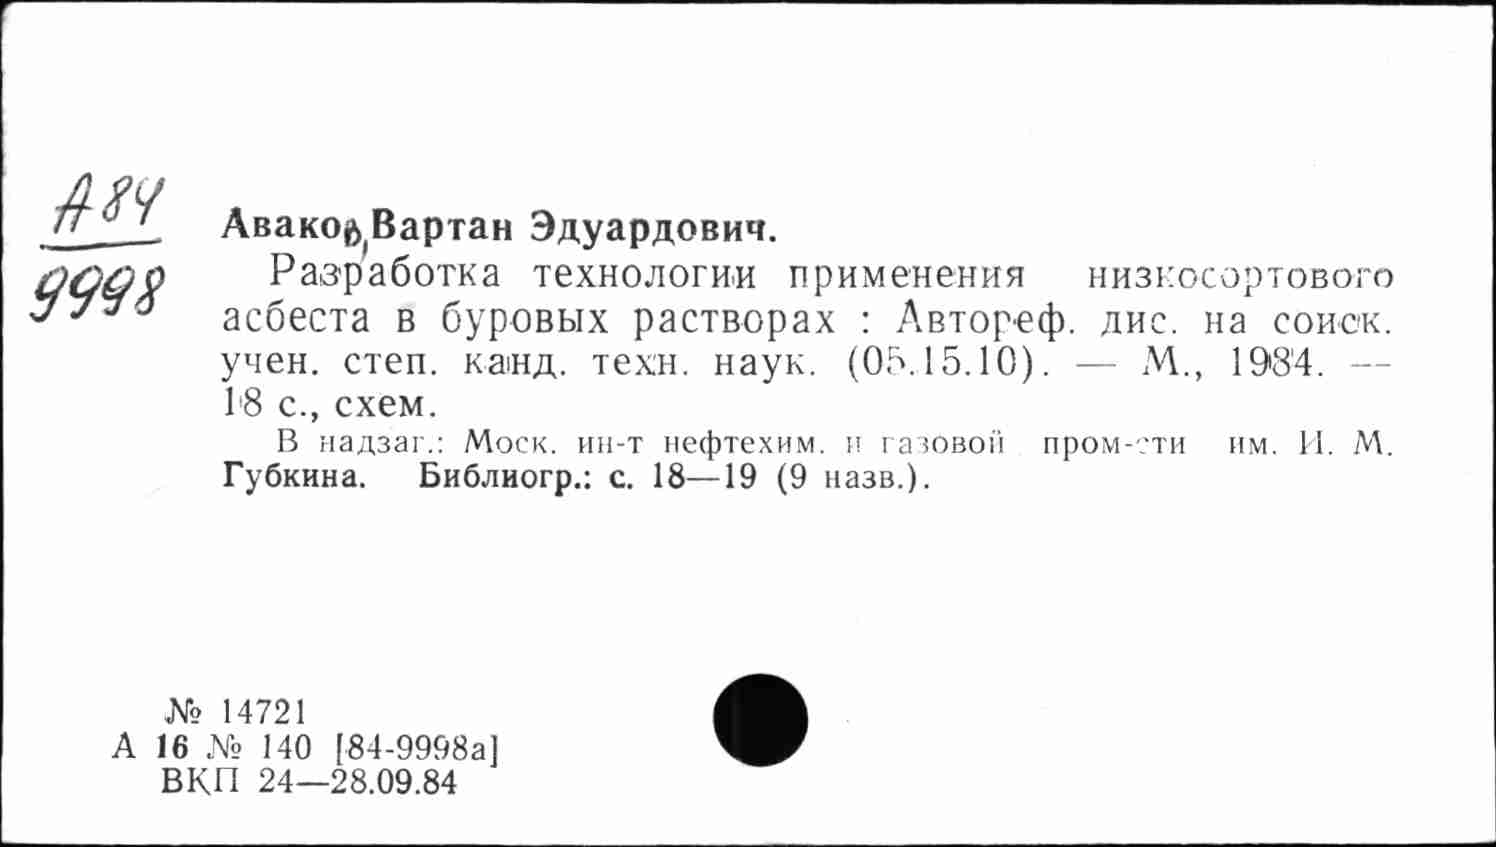 А84
9998
Аваков, Вартан Эдуардович.
Разработка технологии применения низкосортового
асбеста в буровых растворах : Автореф. дис. на соиск.
учен. степ. канд. техн. наук. (05.15.10). — М., 1984. —
18 с., схем.
В надзаг.: Моск. ин-т нефтехим. и газовой пром-сти им. И. М.
Губкина. Библиогр.: с. 18—19 (9 назв.).
№ 14721
А 16 № 140 [84-9998а]
ВКП 24—28.09.84